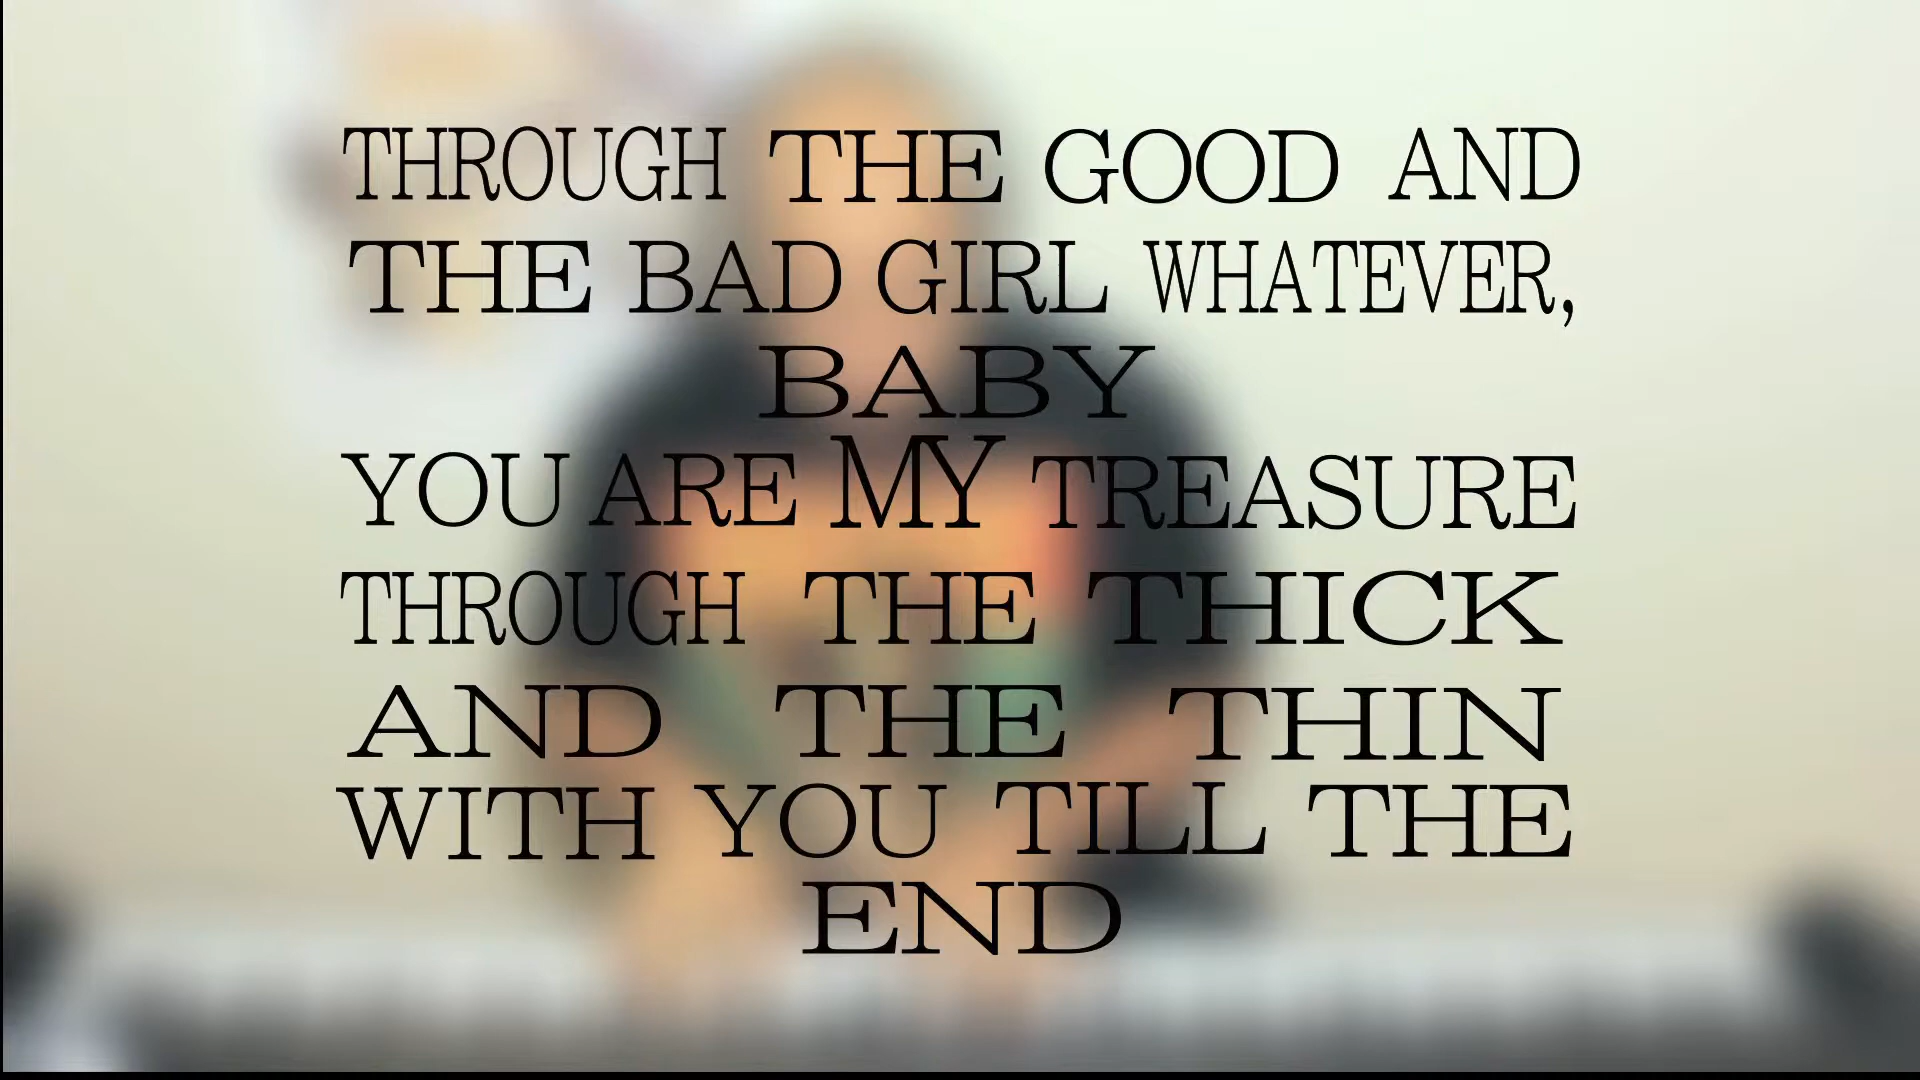 THROUGH THE GOOD AND
THE BAD GIRL WHATEVER,
BABY
YOU ARE MY TREASURE
THROUGH THE THICK
AND THE THIN
WITH YOU TILL THE
END